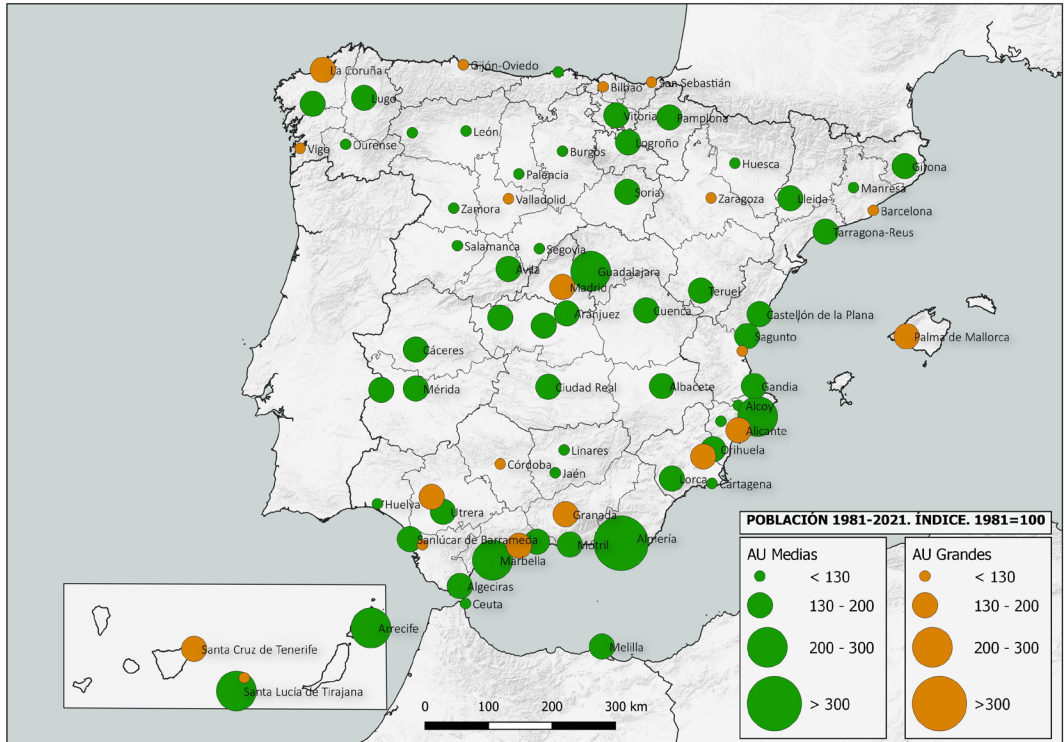 La Coruña
Gijón-Oviedo
Bilbao
San Sebastián
Lugo
Vitoria
Pamplona
León
Logroño
Ourense
Vigo
Burgos
Huesca
Girona
Palencia
Manresa
Valladolid
Soria
Zaragoza
Lleida
Zamora
Barcelona
Tarragona-Reus
Salamanca
Segovia
Ávila
Guadalajara
Madrid
Teruel
Aranjuez
Cuenca
Castelljón de la Plana
Sagunto
Palma de Mallorca
Cáceres
Mérida
Ciudad Real
Albacete
Gandia
Alcoy
Alicante
Orihuela
Linares
Córdoba
Jaén
Lorca
Cartagena
Huelva
Utrera
Granada
Sanlúcar de Barrameda
Motril
Almería
Marbella
Algeciras
Ceuta
Melilla
Arrecife
Santa Cruz de Tenerife
Santa Lucía de Tirajana
0 100 200 300 km
POBLACIÓN 1981-2021. ÍNDICE. 1981=100
AU Medias
< 130
130 - 200
200 - 300
> 300
AU Grandes
< 130
130 - 200
200 - 300
>300